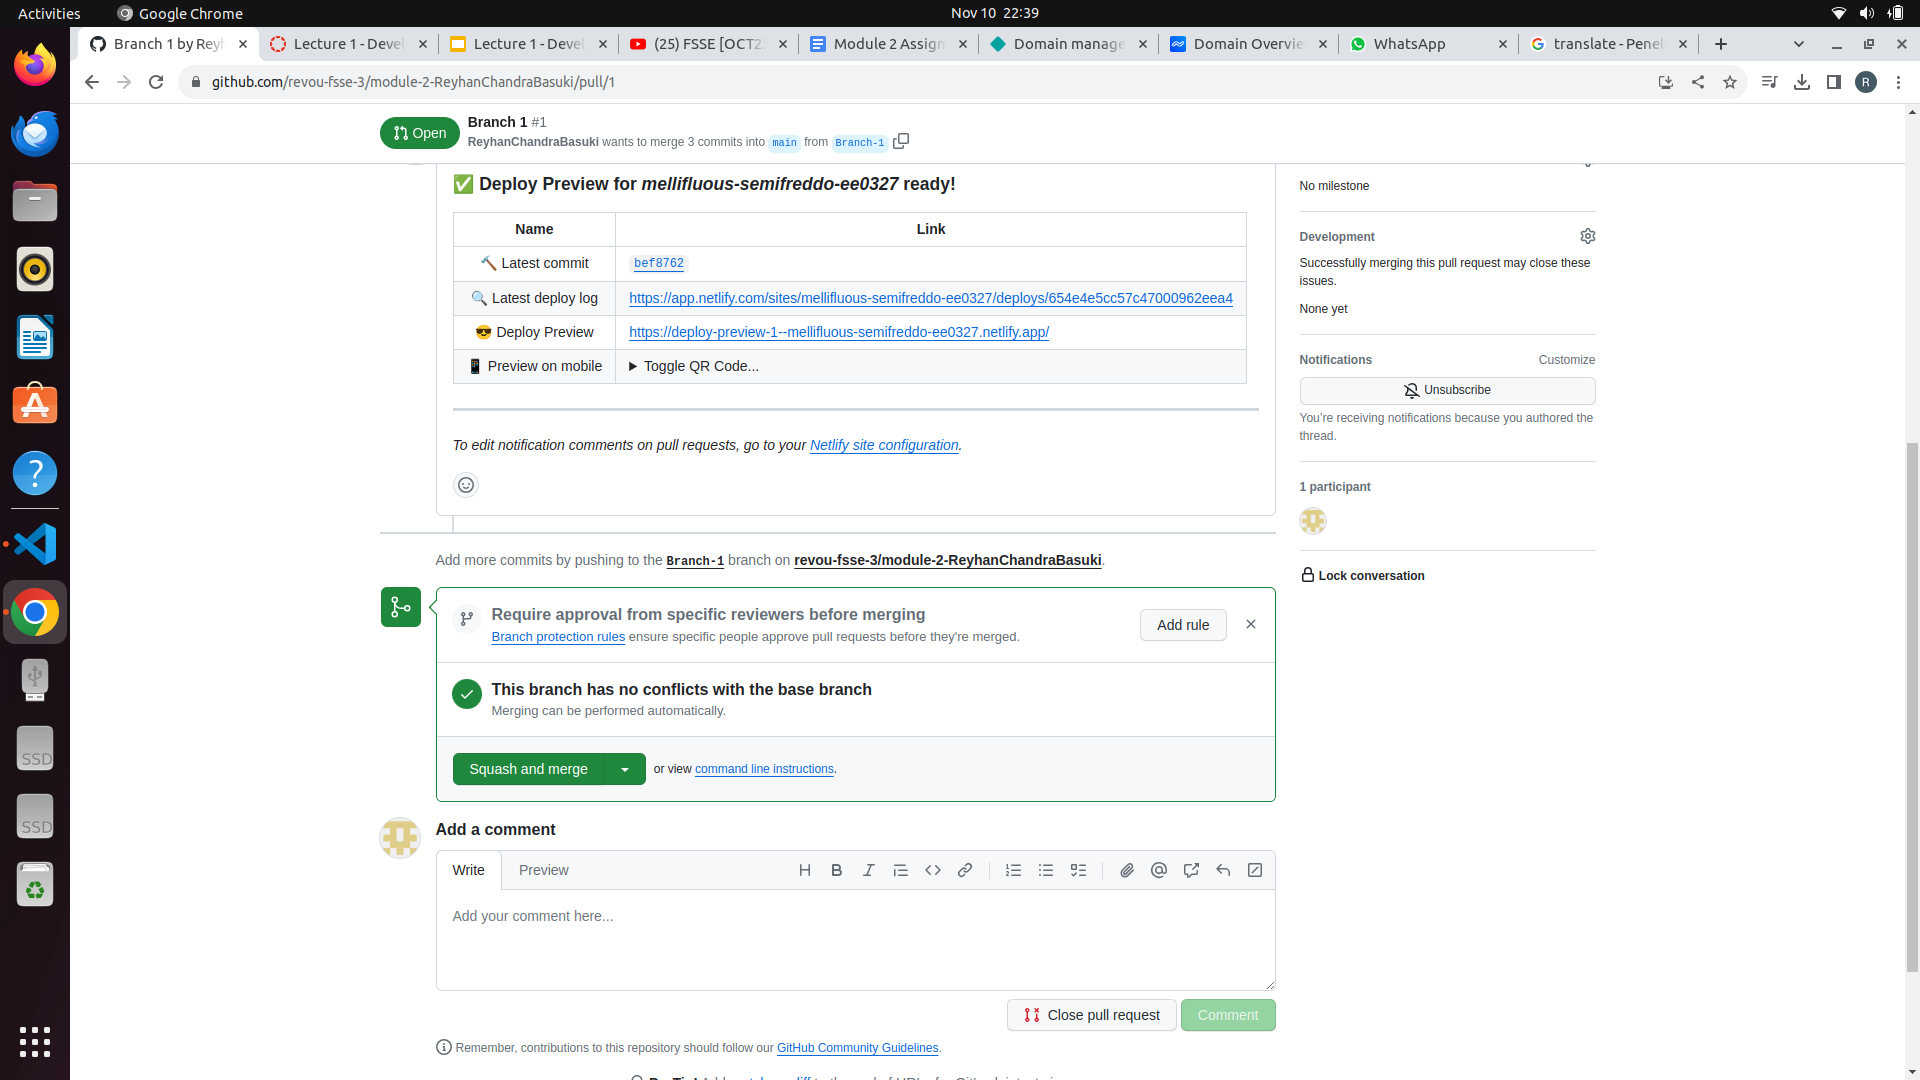 Activities
Google Chrome
Nov 10 22:39
Branch 1 by Rey
Lecture 1 - Devel
Lecture 1 - Devel
(25) FSSE [OCT23
Module 2 Assign
Domain manage
Domain Overvie
WhatsApp
translate - Penel
github.com/revou-fsse-3/module-2-ReyhanChandraBasuki/pull/1
R
Open
Branch 1 #1
ReyhanChandraBasuki wants to merge 3 commits into main from Branch-1
✅ Deploy Preview for mellifluous-semifreddo-ee0327 ready!
Name Link
🔨 Latest commit bef8762
🔍 Latest deploy log https://app.netlify.com/sites/mellifluous-semifreddo-ee0327/deploys/654e4e5cc57c47000962eea4
😎 Deploy Preview https://deploy-preview-1--mellifluous-semifreddo-ee0327.netlify.app/
📱 Preview on mobile Toggle QR Code...
To edit notification comments on pull requests, go to your Netlify site configuration.
Add more commits by pushing to the Branch-1 branch on revou-fsse-3/module-2-ReyhanChandraBasuki.
Require approval from specific reviewers before merging
Branch protection rules ensure specific people approve pull requests before they're merged.
Add rule
This branch has no conflicts with the base branch
Merging can be performed automatically.
Squash and merge
or view command line instructions.
Add a comment
Write
Preview
Add your comment here...
Close pull request
Comment
Remember, contributions to this repository should follow our GitHub Community Guidelines.
No milestone
Development
Successfully merging this pull request may close these
issues.
None yet
Notifications
Customize
Unsubscribe
You're receiving notifications because you authored the
thread.
1 participant
Lock conversation
SSD
SSD